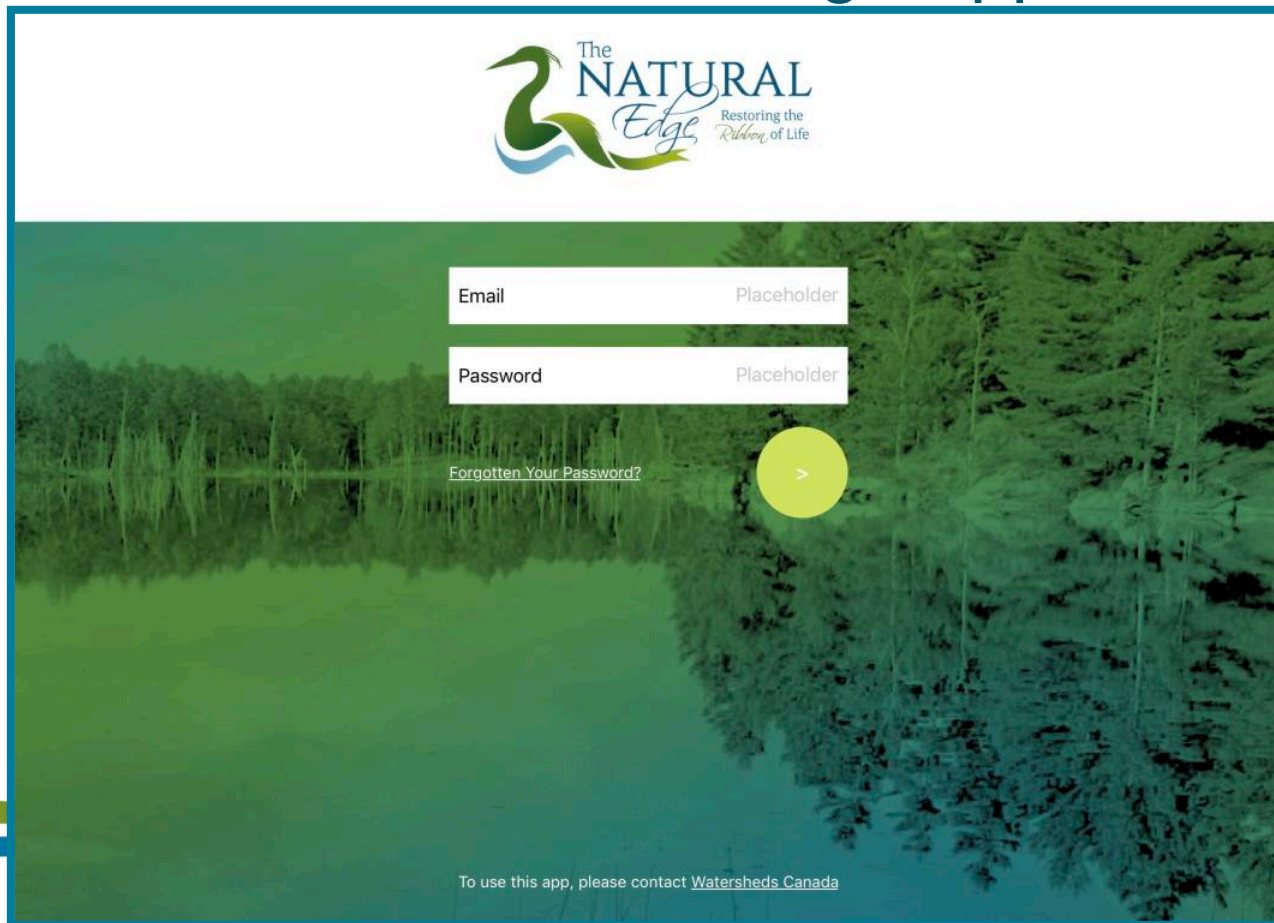 The
NATURAL
Edge
Restoring the
Ribbon of Life
Email Placeholder
Password Placeholder
Forgotten Your Password? >
To use this app, please contact Watersheds Canada